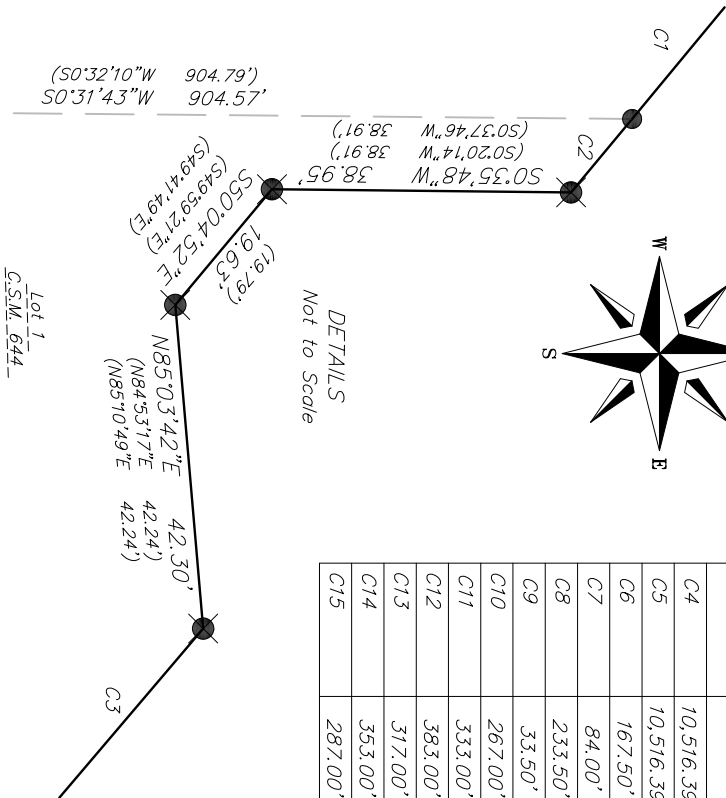 C1
(S0°32'10"W 904.79')
S0°31'43"W 904.57'
C2
(S0°37'46"W 38.91')
(S0°20'14"W 38.91')
S0°35'48"W 38.95'
(S49°41'49"E)
(S49°59'21"E)
S50°04'52"E
19.63'
(19.79')
W
S
E
DETAILS
Not to Scale
N85°03'42"E 42.30'
(N84°53'17"E 42.24')
(N85°10'49"E 42.24')
Lot 1
C.S.M. 644
C3
C4 10,516.39
C5 10,516.39
C6 167.50'
C7 84.00'
C8 233.50'
C9 33.50'
C10 267.00'
C11 333.00'
C12 383.00'
C13 317.00'
C14 353.00'
C15 287.00'